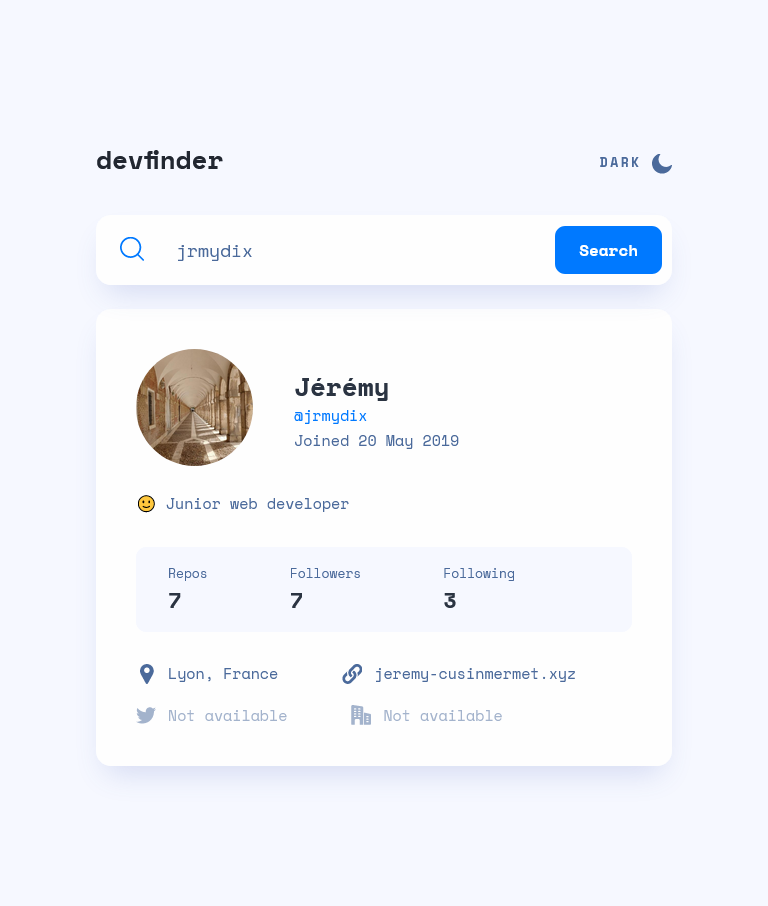 devfinder
DARK
jrmydix
Search
Jérémy
@jrmydix
Joined 20 May 2019
🙂 Junior web developer
Repos Followers Following
7 7 3
Lyon, France jeremy-cusinmermet.xyz
Not available Not available